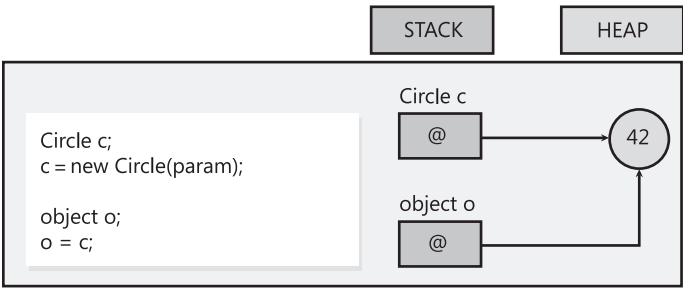 STACK
HEAP
Circle c;
c = new Circle(param);
object o;
o = c;
Circle c
@
42
object o
@